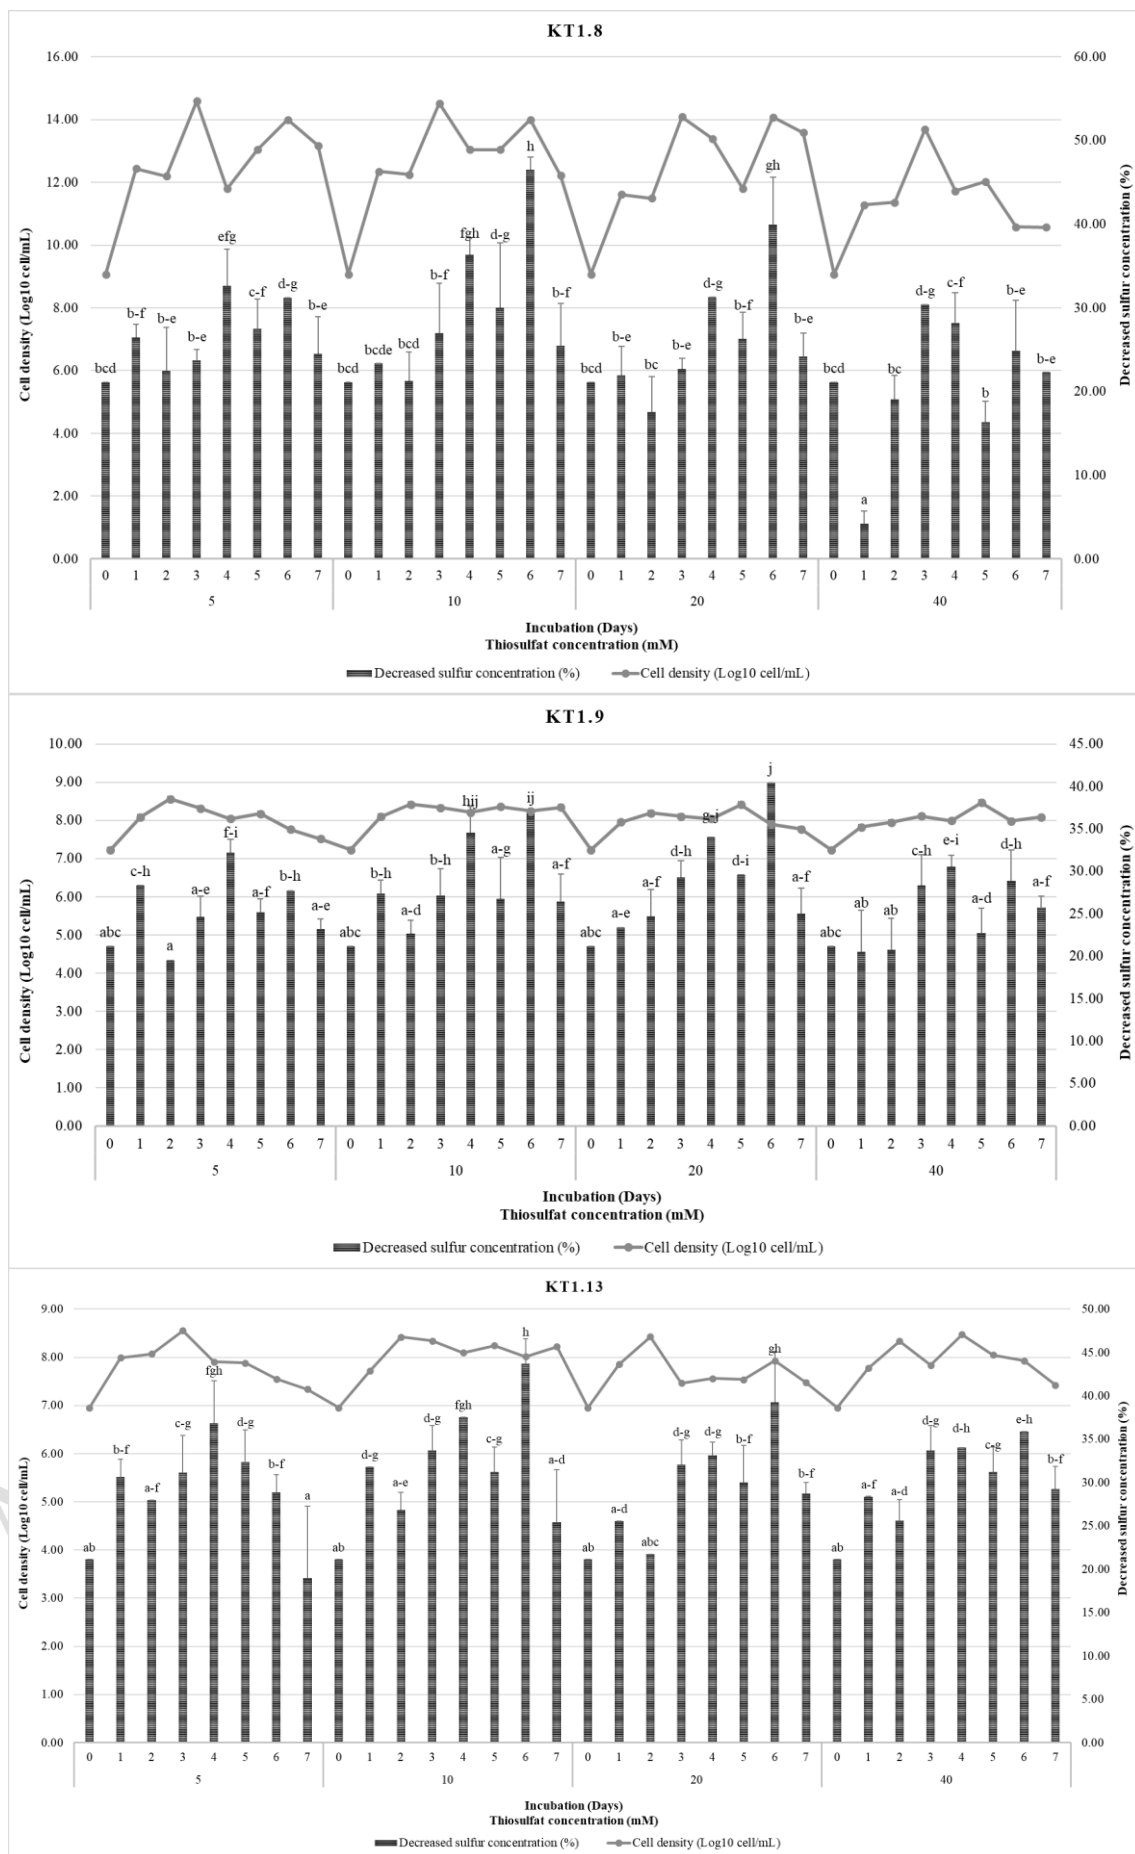 KT1.8
16.00
14.00
12.00
10.00
8.00
6.00
4.00
2.00
0.00
Cell density (Log10 cell/mL)
60.00
50.00
40.00
30.00
20.00
10.00
0.00
Decreased sulfur concentration (%)
bcd b-f b-e b-e efg c-f d-g b-e bcd bcde bcd b-f fgh d-g h b-f bcd b-e bc b-e d-g b-f gh b-e bcd a bc d-g c-f b b-e b-e
0 1 2 3 4 5 6 7 0 1 2 3 4 5 6 7 0 1 2 3 4 5 6 7 0 1 2 3 4 5 6 7
5 10 20 40
Incubation (Days)
Thiosulfat concentration (mM)
Decreased sulfur concentration (%) Cell density (Log10 cell/mL)
KT1.9
10.00
9.00
8.00
7.00
6.00
5.00
4.00
3.00
2.00
1.00
0.00
Cell density (Log10 cell/mL)
45.00
40.00
35.00
30.00
25.00
20.00
15.00
10.00
5.00
0.00
Decreased sulfur concentration (%)
abc c-h a a-e f-i a-f b-h a-e abc b-h a-d b-h hij a-g ij a-f abc a-e a-f d-h g-j d-i j a-f abc ab ab c-h e-i a-d d-h a-f
0 1 2 3 4 5 6 7 0 1 2 3 4 5 6 7 0 1 2 3 4 5 6 7 0 1 2 3 4 5 6 7
5 10 20 40
Incubation (Days)
Thiosulfat concentration (mM)
Decreased sulfur concentration (%) Cell density (Log10 cell/mL)
KT1.13
9.00
8.00
7.00
6.00
5.00
4.00
3.00
2.00
1.00
0.00
Cell density (Log10 cell/mL)
50.00
45.00
40.00
35.00
30.00
25.00
20.00
15.00
10.00
5.00
0.00
Decreased sulfur concentration (%)
ab b-f a-f c-g fgh d-g b-f a ab d-g a-e d-g fgh c-g h a-d ab a-d abc d-g d-g b-f gh b-f ab a-f a-d d-g d-h c-g e-h b-f
0 1 2 3 4 5 6 7 0 1 2 3 4 5 6 7 0 1 2 3 4 5 6 7 0 1 2 3 4 5 6 7
5 10 20 40
Incubation (Days)
Thiosulfat concentration (mM)
Decreased sulfur concentration (%) Cell density (Log10 cell/mL)